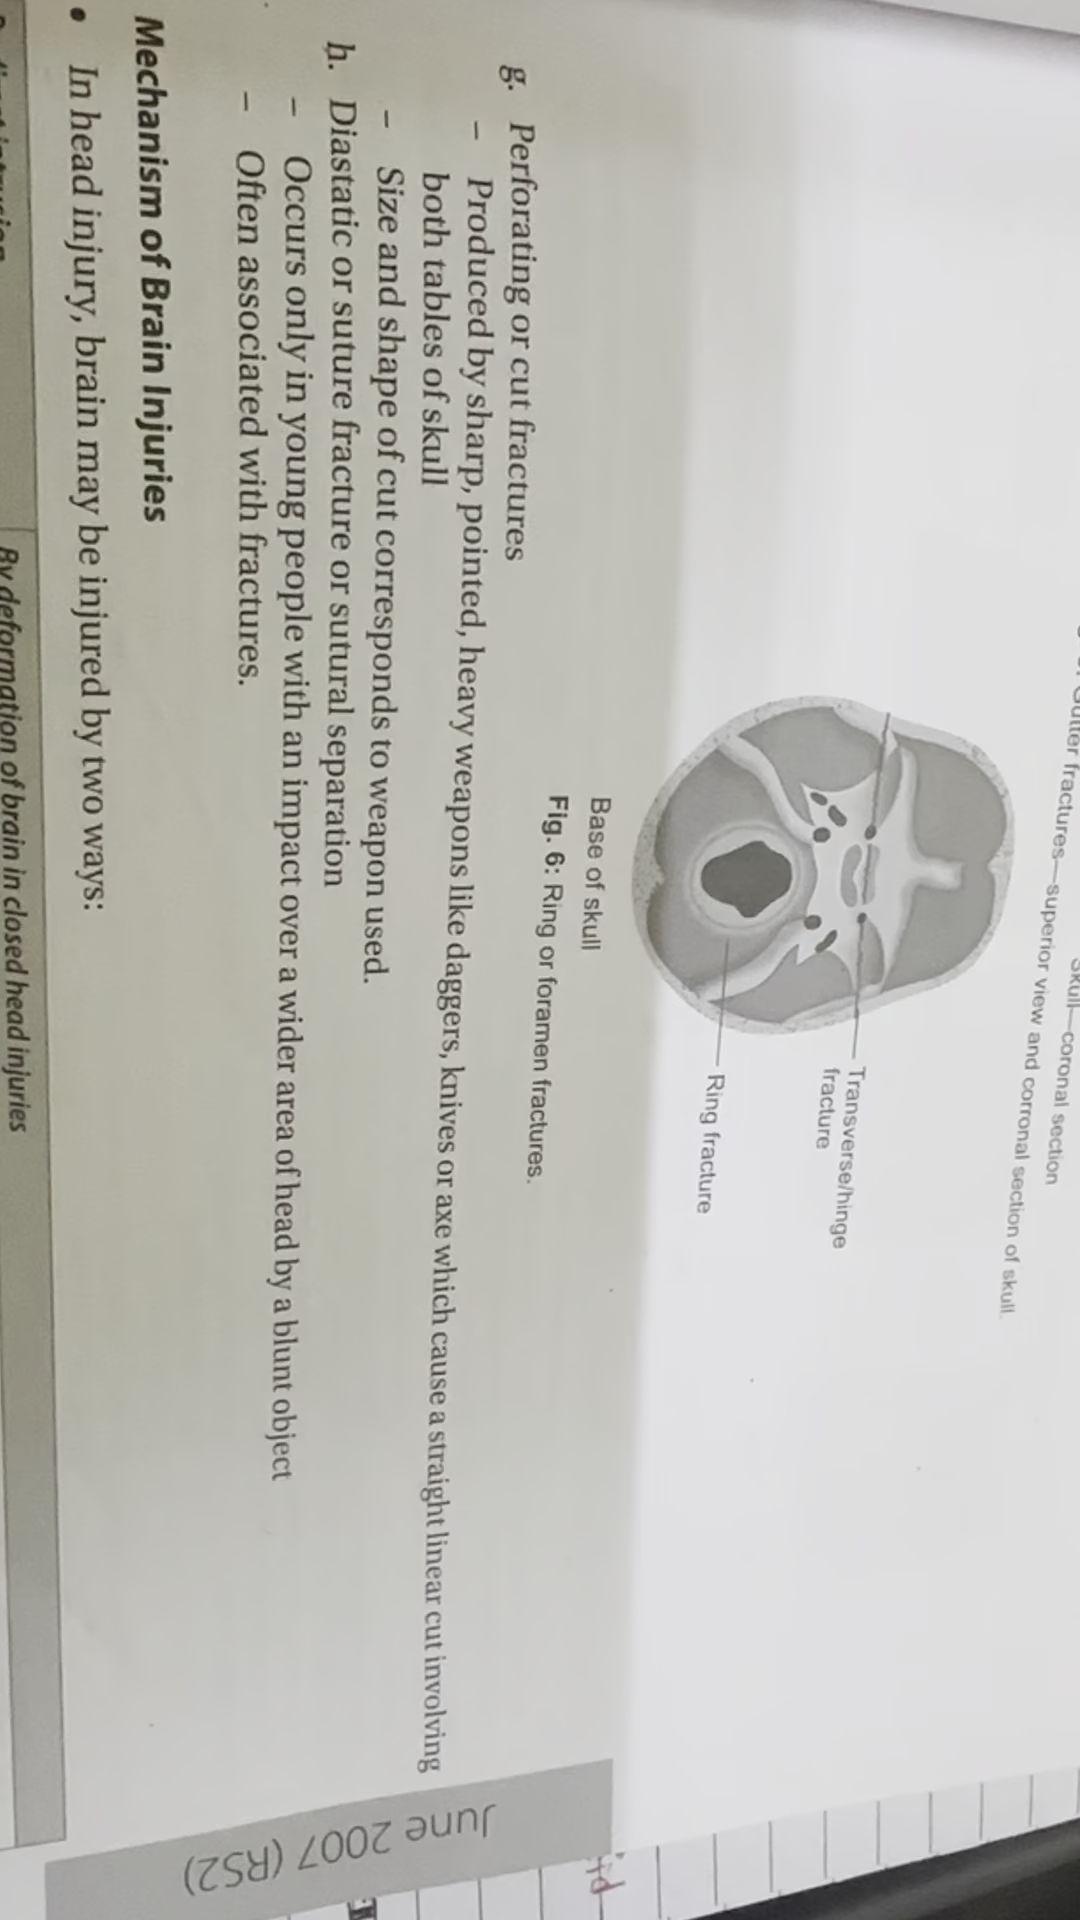 Gutter fractures—superior view and corronal section of skull.
Skull—coronal section
Transverse/hinge
fracture
Ring fracture
Base of skull
Fig. 6: Ring or foramen fractures.
g. Perforating or cut fractures
– Produced by sharp, pointed, heavy weapons like daggers, knives or axe which cause a straight linear cut involving
both tables of skull
– Size and shape of cut corresponds to weapon used.
h. Diastatic or suture fracture or sutural separation
– Occurs only in young people with an impact over a wider area of head by a blunt object
– Often associated with fractures.
Mechanism of Brain Injuries
• In head injury, brain may be injured by two ways:
By deformation of brain in closed head injuries
June 2007 (RS2)